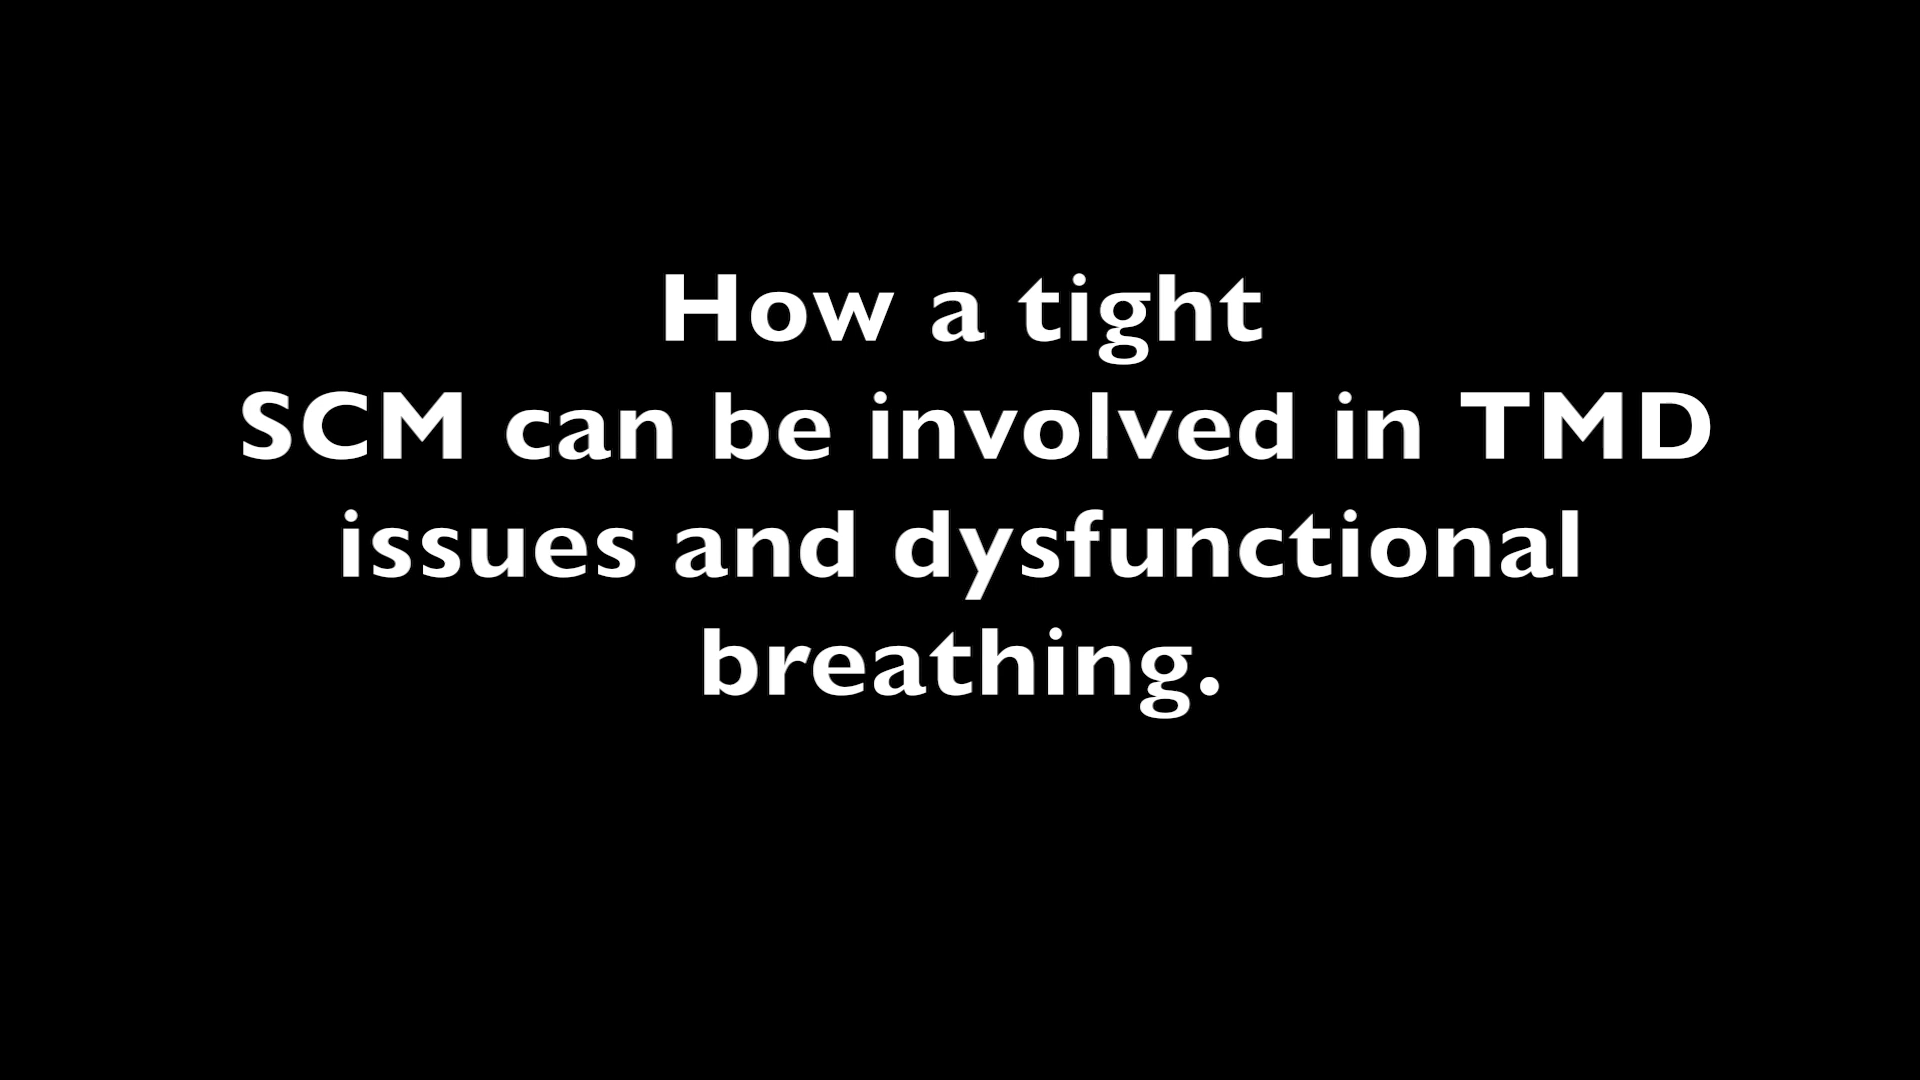 How a tight
SCM can be involved in TMD
issues and dysfunctional
breathing.